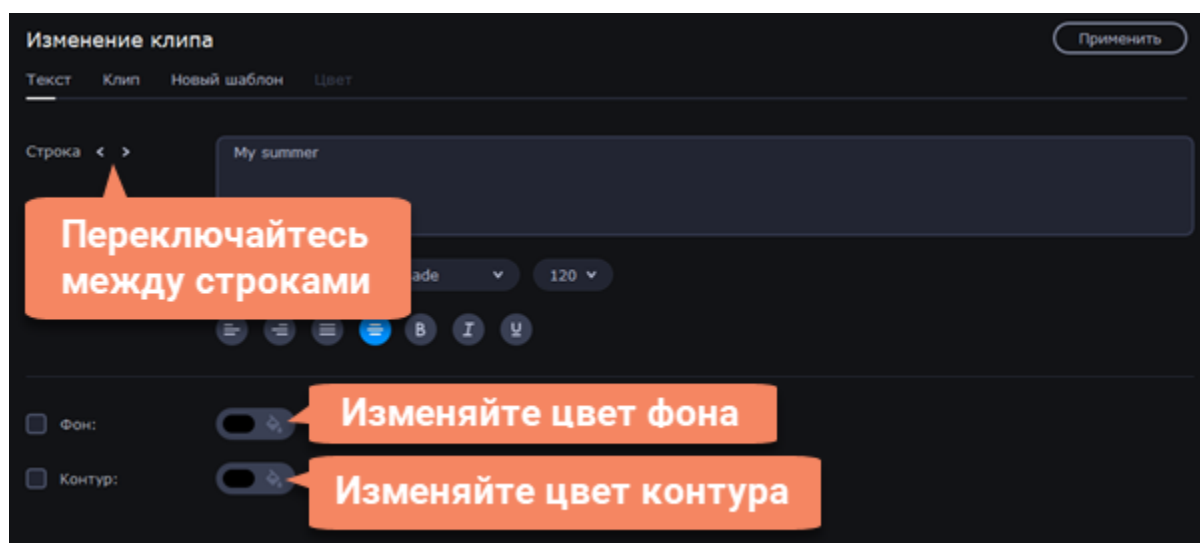 Изменение клипа
Применить
Текст Клип Новый шаблон Цвет
Строка < >
My summer
Переключайтесь
между строками
ade 120
B I U
Фон:
Изменяйте цвет фона
Контур:
Изменяйте цвет контура